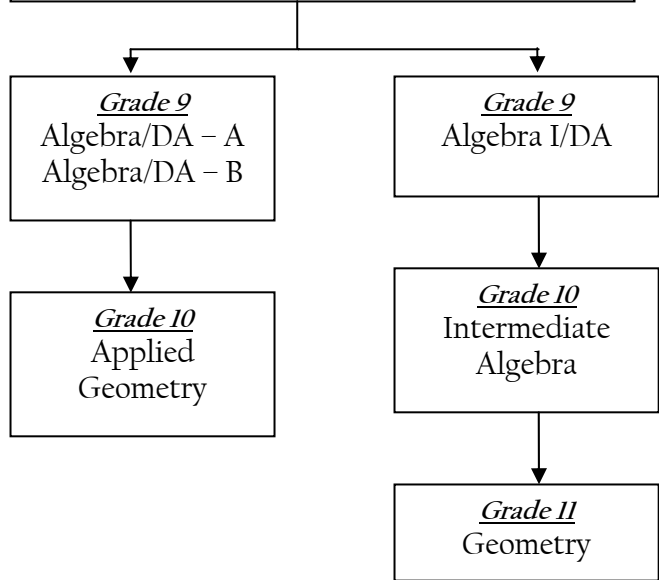 Grade 9
Algebra/DA – A
Algebra/DA – B
Grade 9
Algebra I/DA
Grade 10
Applied
Geometry
Grade 10
Intermediate
Algebra
Grade 11
Geometry